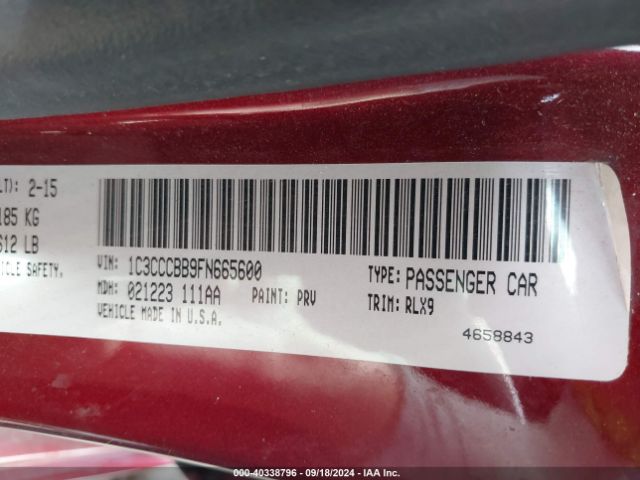 LT): 2-15
185 KG
612 LB
ICLE SAFETY.
VIN: 1C3CCCBB9FN665600
TYPE: PASSENGER CAR
MDH: 021223 111AA
PAINT: PRV
TRIM: RLX9
VEHICLE MADE IN U.S.A.
4658843
000-40338796 - 09/18/2024 - IAA Inc.